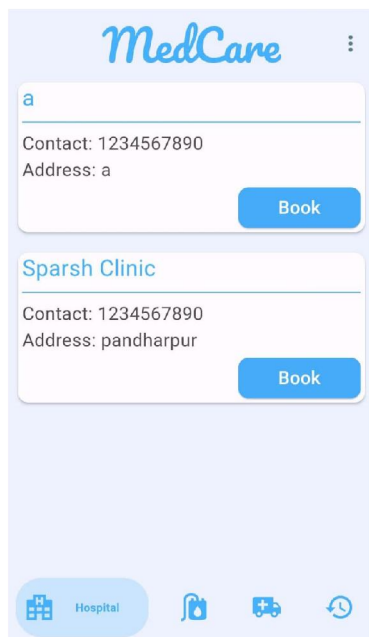 MedCare
a
Contact: 1234567890
Address: a
Book
Sparsh Clinic
Contact: 1234567890
Address: pandharpur
Book
H
Hospital